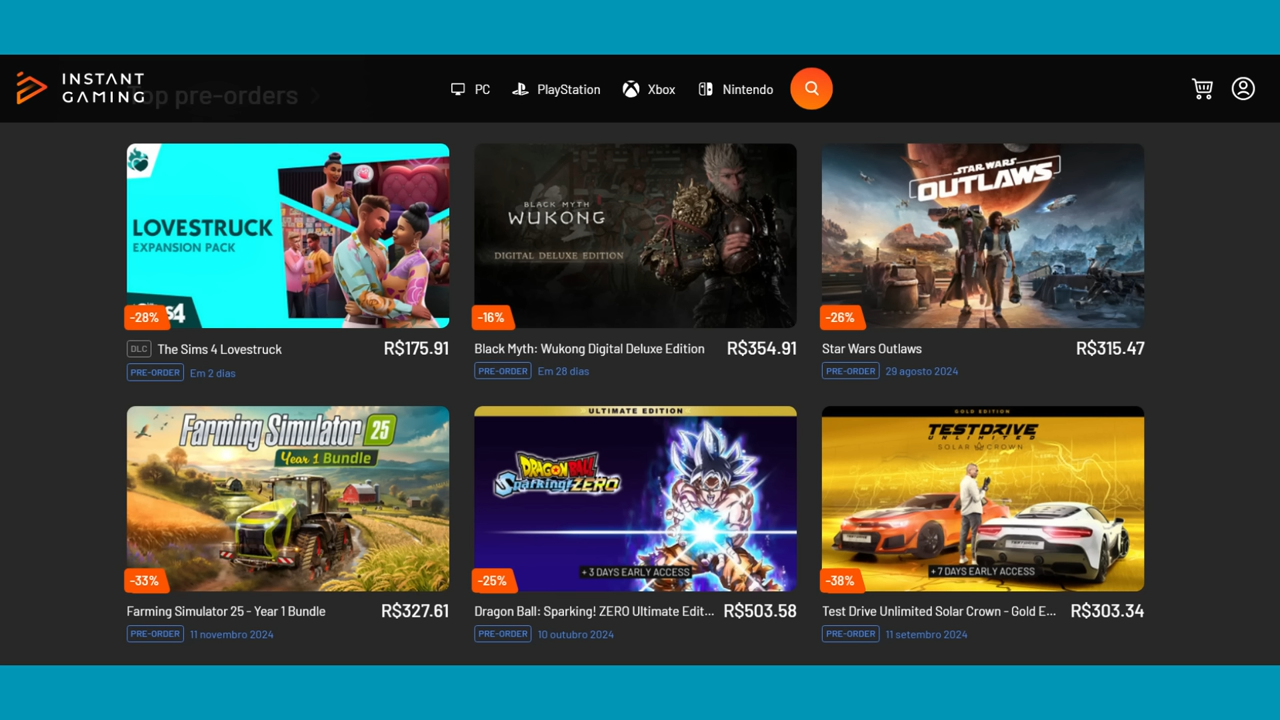 INSTANT
GAMING
Top pre-orders
PC
PlayStation
Xbox
Nintendo
LOVESTRUCK
EXPANSION PACK
-28%
DLC The Sims 4 Lovestruck R$175.91
PRE-ORDER Em 2 dias
BLACK MYTH
WUKONG
DIGITAL DELUXE EDITION
-16%
Black Myth: Wukong Digital Deluxe Edition R$354.91
PRE-ORDER Em 28 dias
STAR WARS
OUTLAWS
-26%
Star Wars Outlaws R$315.47
PRE-ORDER 29 agosto 2024
Farming Simulator 25
Year 1 Bundle
-33%
Farming Simulator 25 - Year 1 Bundle R$327.61
PRE-ORDER 11 novembro 2024
ULTIMATE EDITION
DRAGON BALL
Sparking! ZERO
+ 3 DAYS EARLY ACCESS
-25%
Dragon Ball: Sparking! ZERO Ultimate Edit... R$503.58
PRE-ORDER 10 outubro 2024
GOLD EDITION
TEST DRIVE
UNLIMITED
SOLAR CROWN
+ 7 DAYS EARLY ACCESS
-38%
Test Drive Unlimited Solar Crown - Gold E... R$303.34
PRE-ORDER 11 setembro 2024